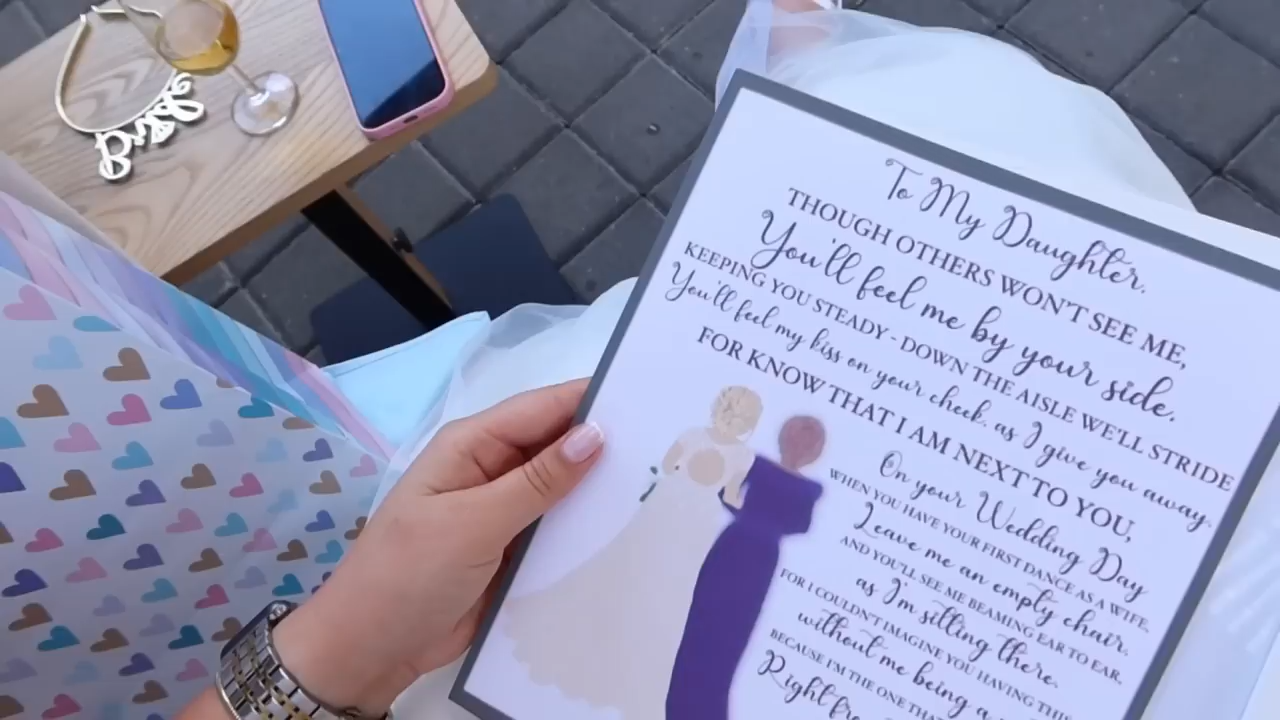 Bride
To My Daughter,
THOUGH OTHERS WON'T SEE ME,
You'll feel me by your side.
KEEPING YOU STEADY - DOWN THE AISLE WE'LL STRIDE
You'll feel my kiss on your cheek, as I give you away.
FOR KNOW THAT I AM NEXT TO YOU,
On your Wedding Day
WHEN YOU HAVE YOUR FIRST DANCE AS A WIFE,
Leave me an empty chair.
AND YOU'LL SEE ME BEAMING EAR TO EAR,
as I'm sitting there.
FOR I COULDN'T IMAGINE YOU HAVING THIS
without me being a
BECAUSE I'M THE ONE THAT
Right